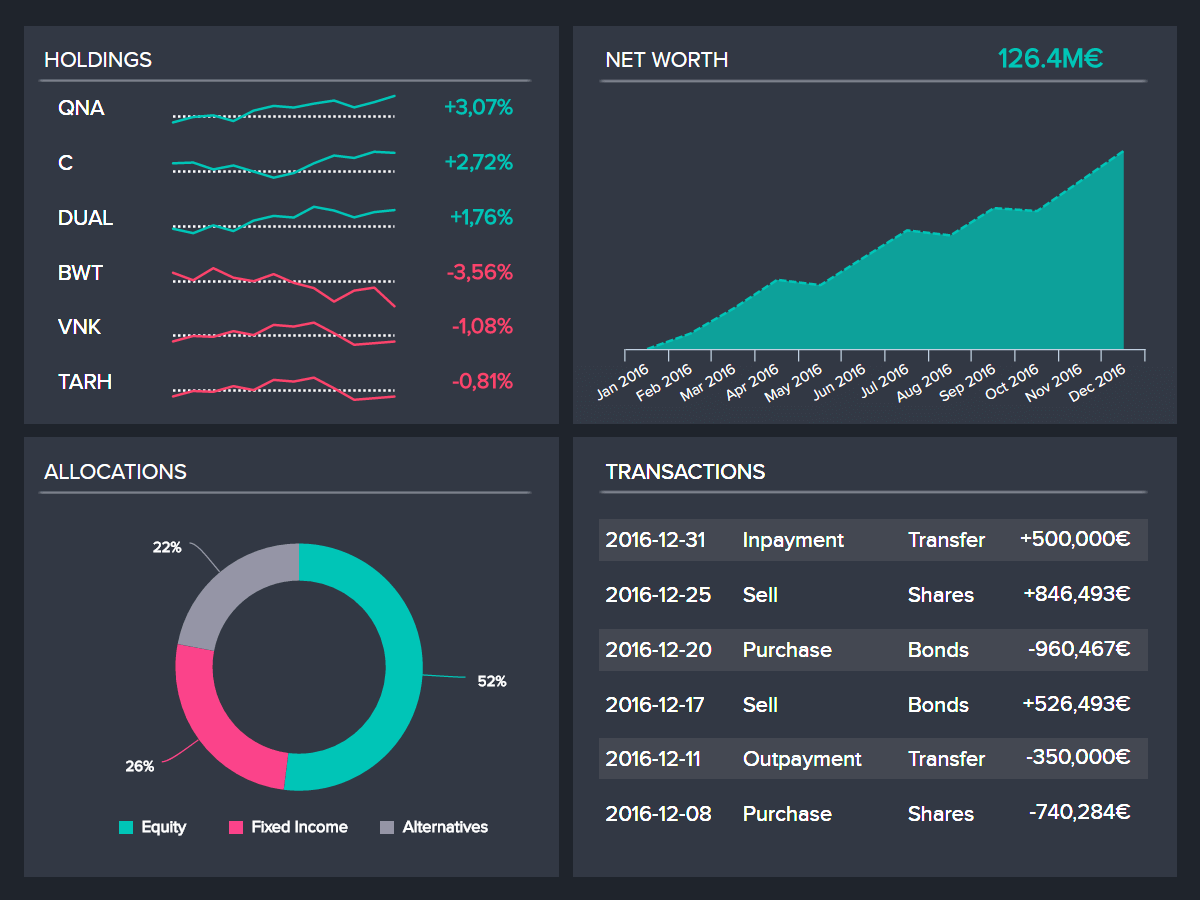 HOLDINGS
QNA +3,07%
C +2,72%
DUAL +1,76%
BWT -3,56%
VNK -1,08%
TARH -0,81%
NET WORTH 126.4M€
Jan 2016 Feb 2016 Mar 2016 Apr 2016 May 2016 Jun 2016 Jul 2016 Aug 2016 Sep 2016 Oct 2016 Nov 2016 Dec 2016
ALLOCATIONS
22%
52%
26%
Equity Fixed Income Alternatives
TRANSACTIONS
2016-12-31 Inpayment Transfer +500,000€
2016-12-25 Sell Shares +846,493€
2016-12-20 Purchase Bonds -960,467€
2016-12-17 Sell Bonds +526,493€
2016-12-11 Outpayment Transfer -350,000€
2016-12-08 Purchase Shares -740,284€